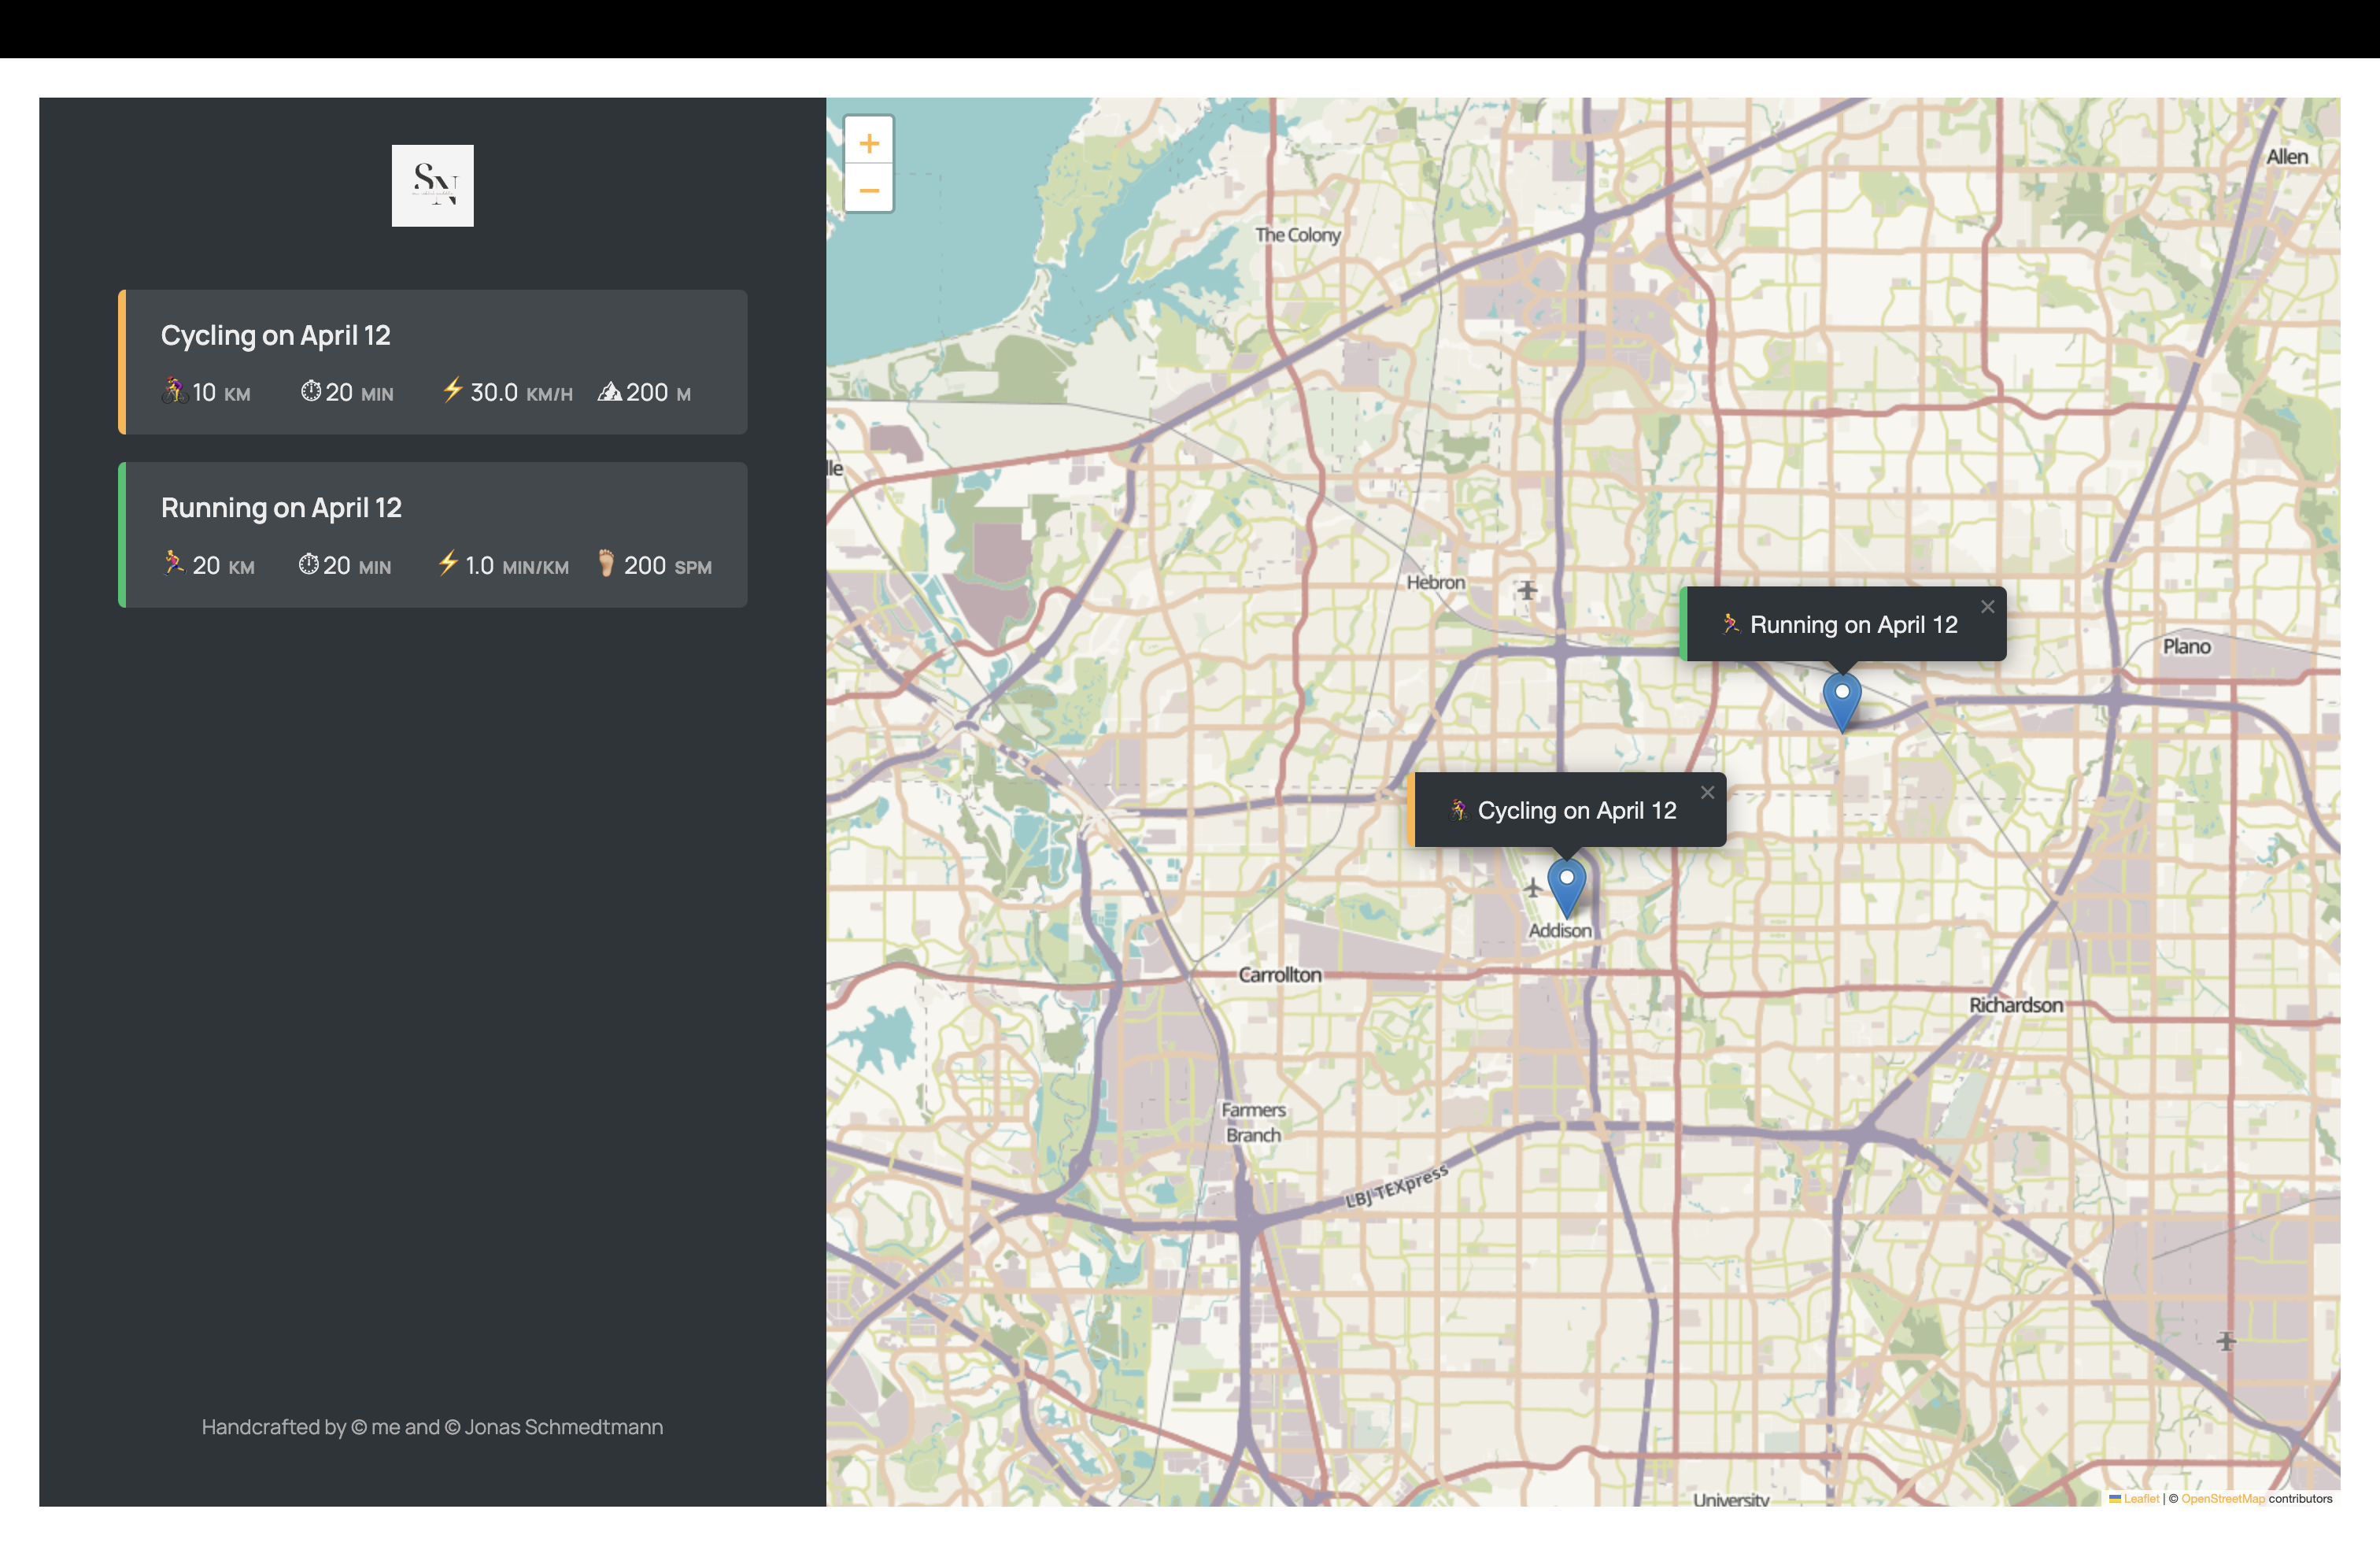 SN
Cycling on April 12
10 KM 20 MIN 30.0 KM/H 200 M
Running on April 12
20 KM 20 MIN 1.0 MIN/KM 200 SPM
Handcrafted by © me and © Jonas Schmedtmann
+
−
Allen
The Colony
lle
Hebron
Running on April 12 ×
Plano
Cycling on April 12 ×
Addison
Carrollton
Richardson
Farmers
Branch
LBJ TEXpress
University
Leaflet | © OpenStreetMap contributors